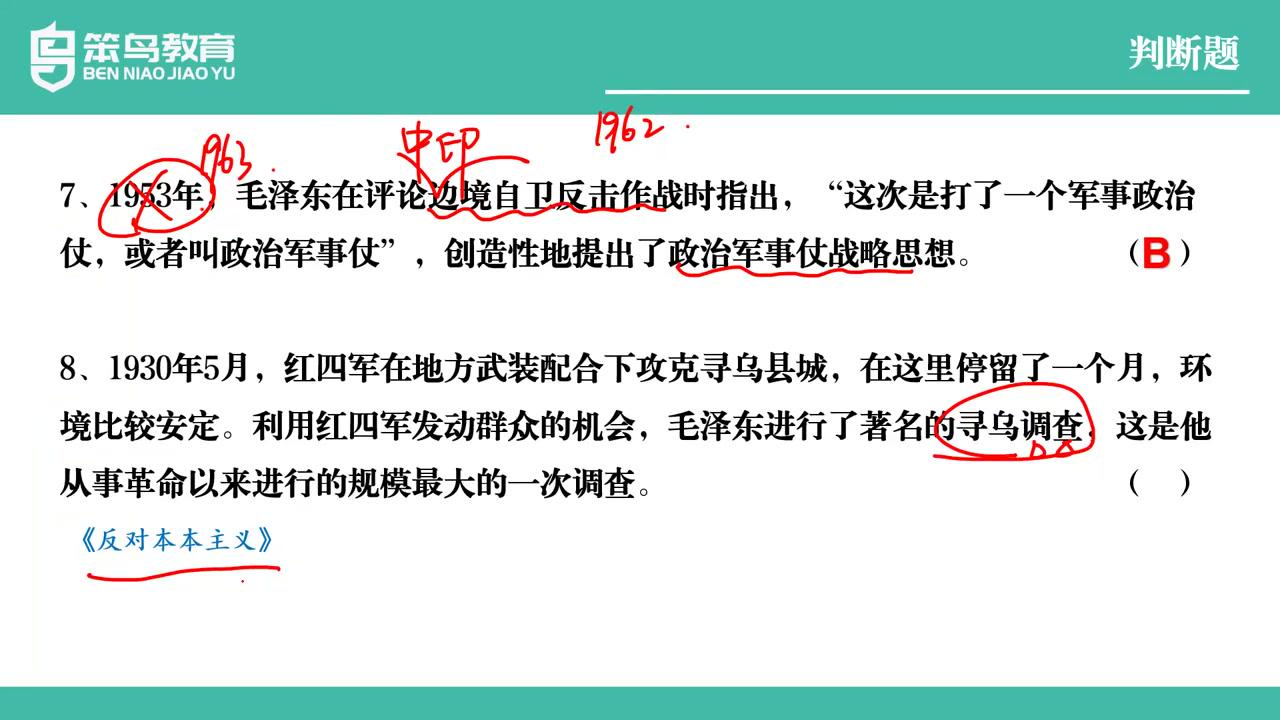 笨鸟教育
BEN NIAO JIAO YU
判断题
中印
1962
1963
7、1953年，毛泽东在评论边境自卫反击作战时指出，“这次是打了一个军事政治
仗，或者叫政治军事仗”，创造性地提出了政治军事仗战略思想。 （B）
8、1930年5月，红四军在地方武装配合下攻克寻乌县城，在这里停留了一个月，环
境比较安定。利用红四军发动群众的机会，毛泽东进行了著名的寻乌调查，这是他
从事革命以来进行的规模最大的一次调查。 （ ）
《反对本本主义》